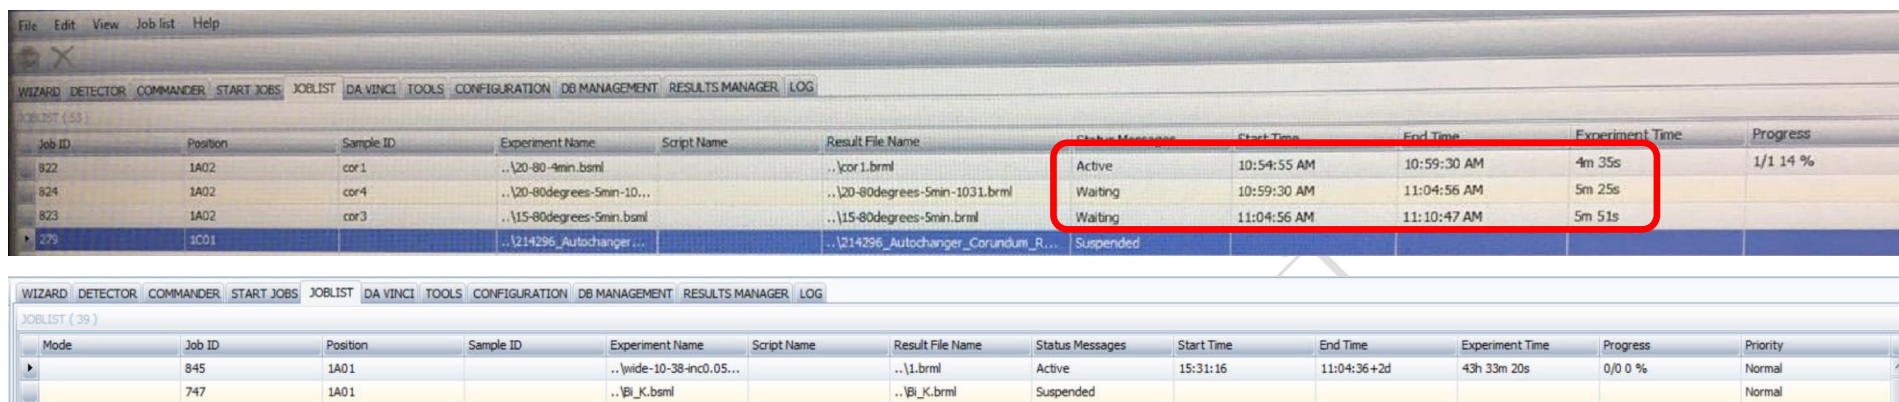 File Edit View Job list Help
WIZARD DETECTOR COMMANDER START JOBS JOBLIST DA VINCI TOOLS CONFIGURATION DB MANAGEMENT RESULTS MANAGER LOG
JOBLIST ( 53 )
Job ID Position Sample ID Experiment Name Script Name Result File Name Status Messages Start Time End Time Experiment Time Progress
822 1A02 cor1 ..\20-80-4min.bsml ..\cor1.brml Active 10:54:55 AM 10:59:30 AM 4m 35s 1/1 14 %
824 1A02 cor4 ..\20-80degrees-5min-10... ..\20-80degrees-5min-1031.brml Waiting 10:59:30 AM 11:04:56 AM 5m 25s
823 1A02 cor3 ..\15-80degrees-5min.bsml ..\15-80degrees-5min.brml Waiting 11:04:56 AM 11:10:47 AM 5m 51s
279 1C01 ..\214296_Autochanger... ..\214296_Autochanger_Corundum_R... Suspended
WIZARD DETECTOR COMMANDER START JOBS JOBLIST DA VINCI TOOLS CONFIGURATION DB MANAGEMENT RESULTS MANAGER LOG
JOBLIST ( 39 )
Mode Job ID Position Sample ID Experiment Name Script Name Result File Name Status Messages Start Time End Time Experiment Time Progress Priority
845 1A01 ..\wide-10-38-inc0.05... ..\1.brml Active 15:31:16 11:04:36+2d 43h 33m 20s 0/0 0 % Normal
747 1A01 ..\Bi_K.bsml ..\Bi_K.brml Suspended Normal